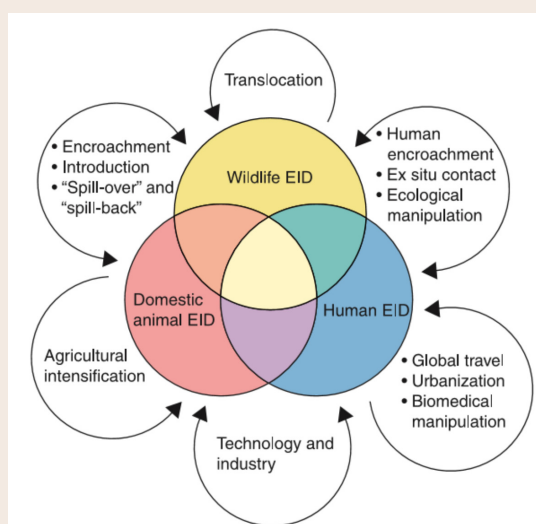 Translocation
• Encroachment
• Introduction
• “Spill-over” and
“spill-back”
• Human
encroachment
• Ex situ contact
• Ecological
manipulation
Wildlife EID
Domestic
animal EID
Human EID
Agricultural
intensification
• Global travel
• Urbanization
• Biomedical
manipulation
Technology and
industry